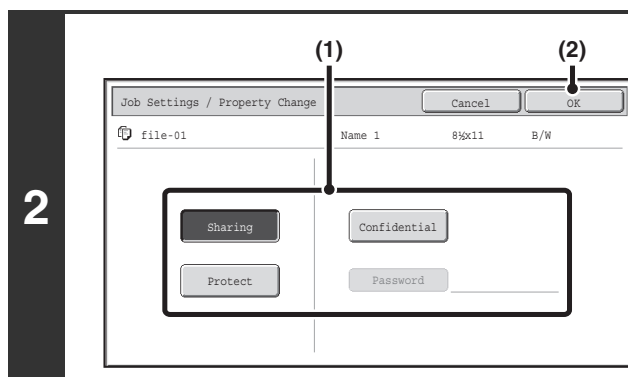 2
(1) (2)
Job Settings / Property Change Cancel OK
file-01 Name 1 8½x11 B/W
Sharing Confidential
Protect Password